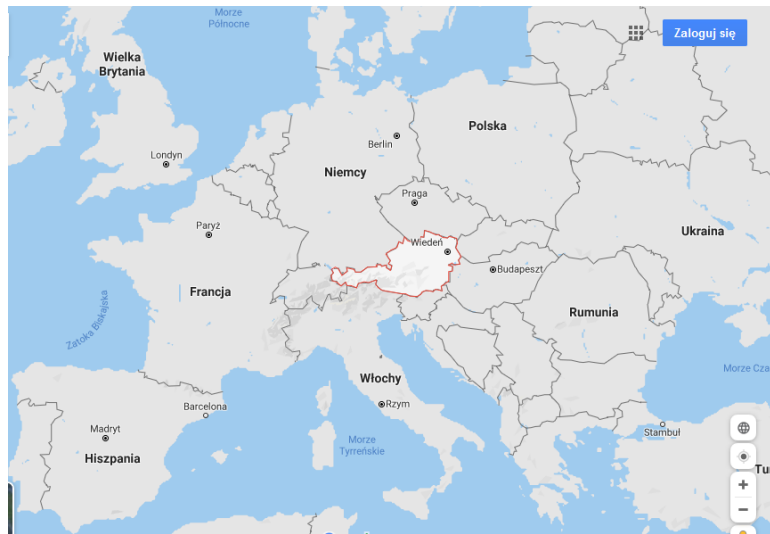 Morze
Północne
Zaloguj się
Wielka
Brytania
Polska
Berlin
Londyn
Niemcy
Praga
Paryż
Wiedeń
Ukraina
Budapeszt
Francja
Rumunia
Zatoka Biskajska
Morze Cza
Włochy
Barcelona
Rzym
Madryt
Stambuł
Morze
Tyrreńskie
Hiszpania
Tu